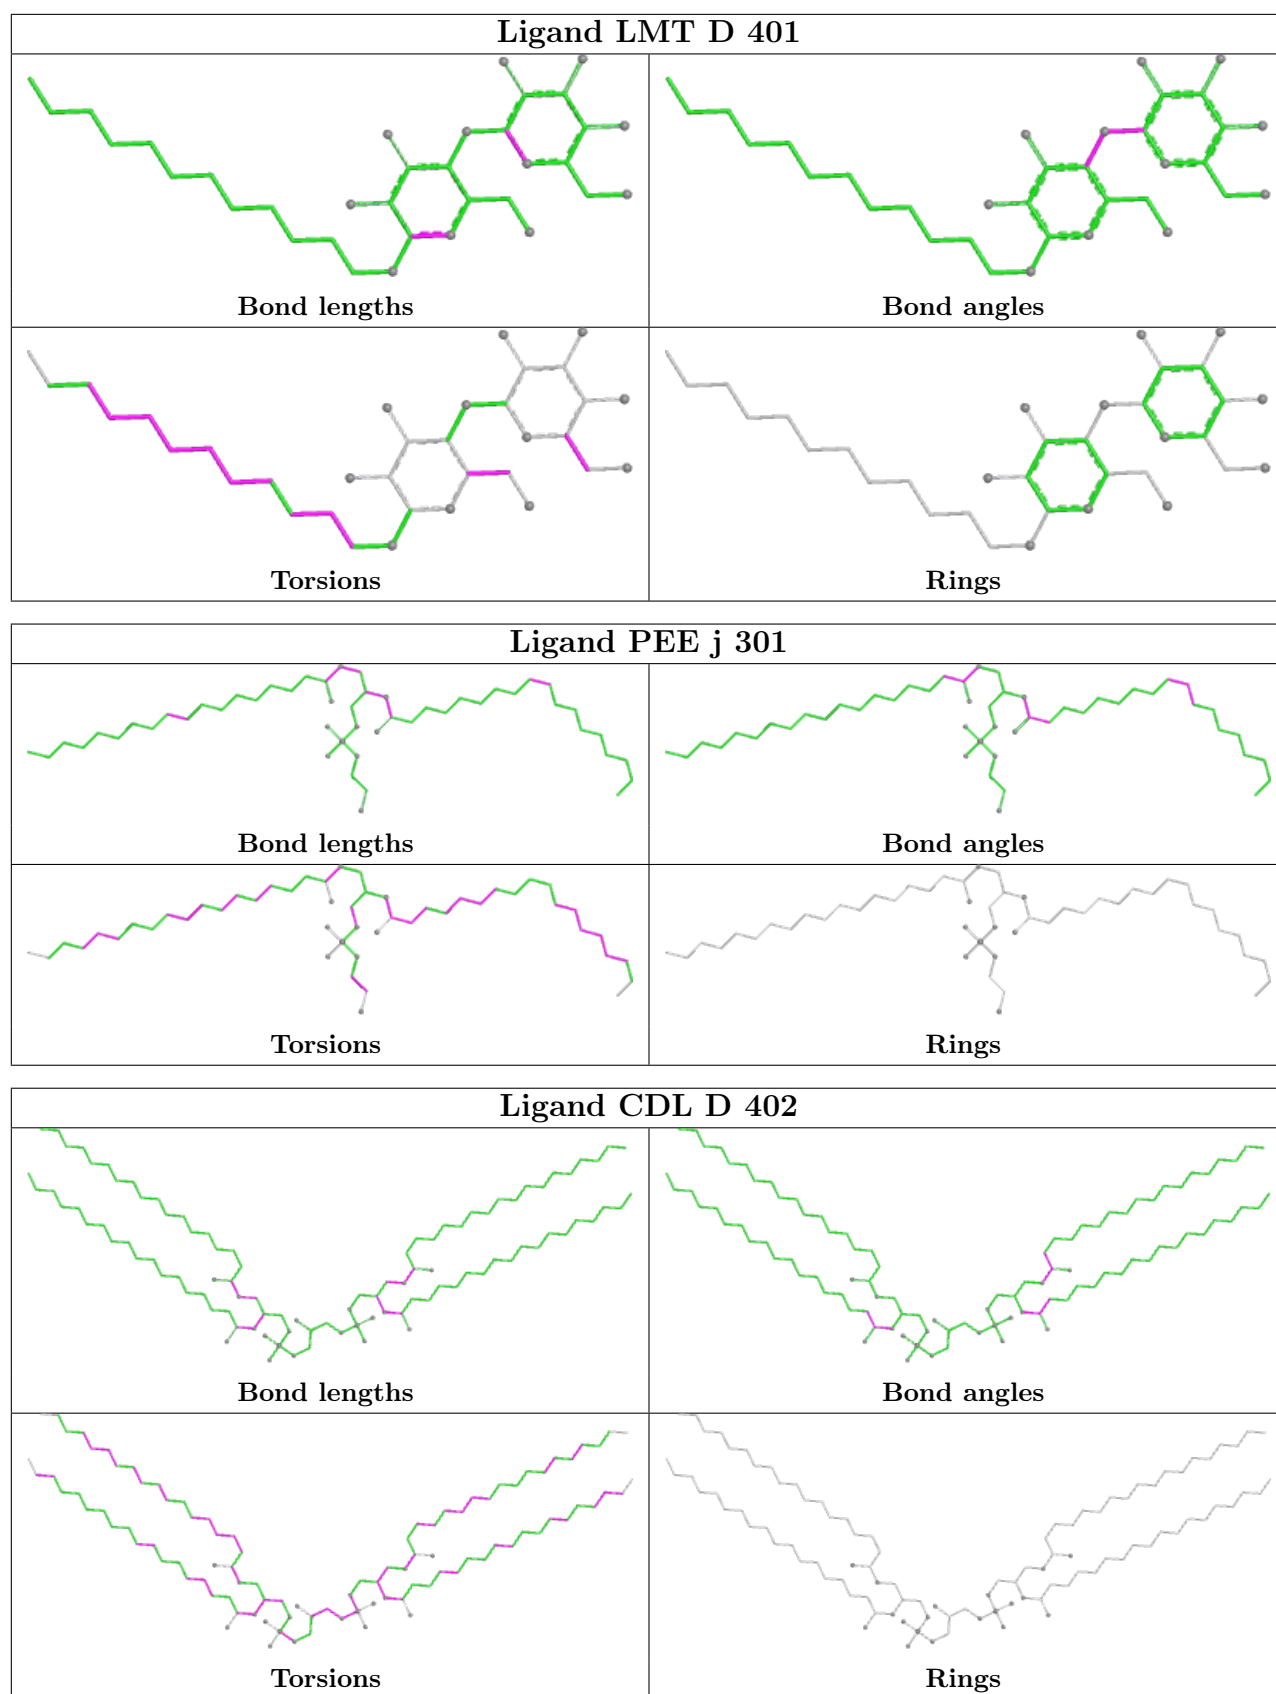 Ligand LMT D 401
Bond lengths
Bond angles
Torsions
Rings
Ligand PEE j 301
Bond lengths
Bond angles
Torsions
Rings
Ligand CDL D 402
Bond lengths
Bond angles
Torsions
Rings